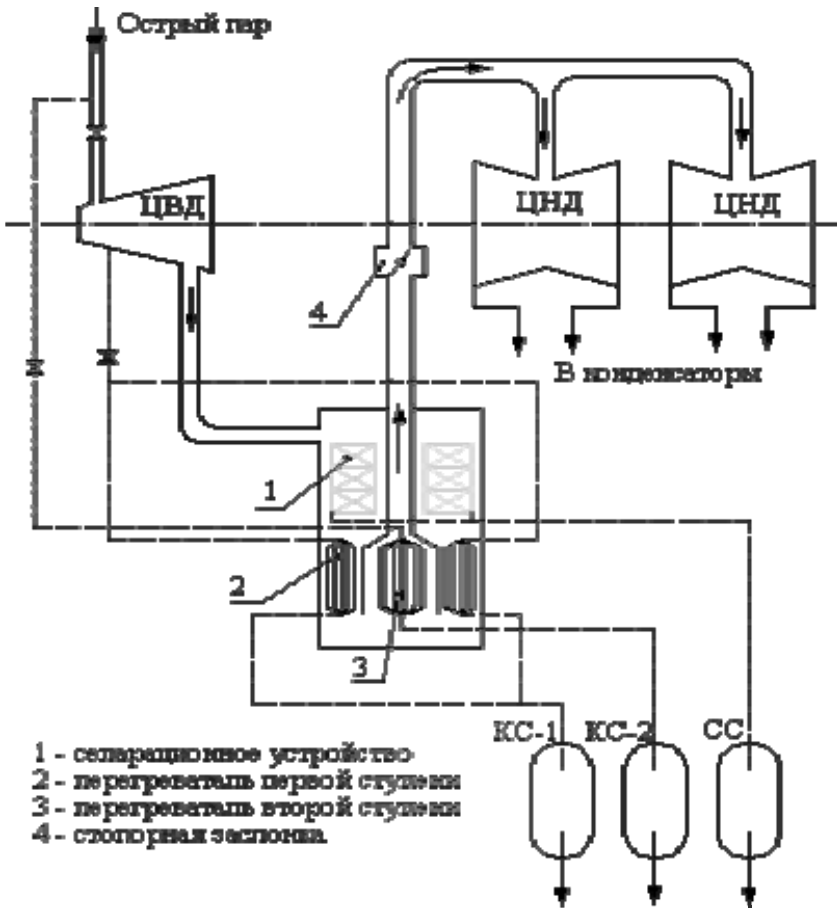 Острый пар
ЦВД
ЦНД
ЦНД
4
В конденсаторы
1
2
3
КС-1
КС-2
СС
1 - сепарационное устройство
2 - перегреватель первой ступени
3 - перегреватель второй ступени
4 - стопорная заслонка